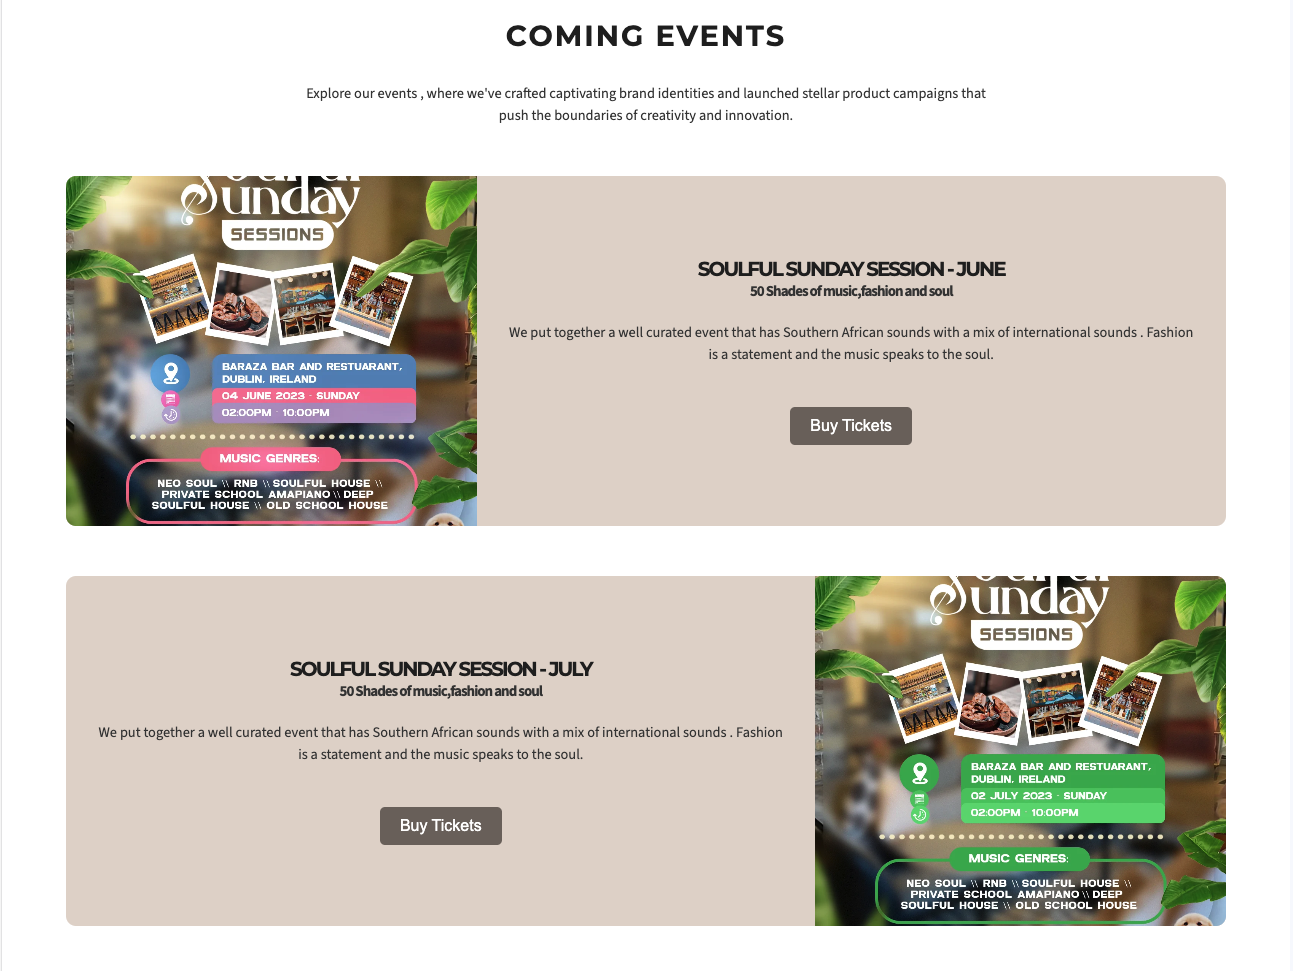 COMING EVENTS
Explore our events , where we've crafted captivating brand identities and launched stellar product campaigns that
push the boundaries of creativity and innovation.
Soulful
Sunday
SESSIONS
BARAZA BAR AND RESTUARANT,
DUBLIN, IRELAND
04 JUNE 2023 - SUNDAY
02:00PM - 10:00PM
MUSIC GENRES:
NEO SOUL \\ RNB \\ SOULFUL HOUSE \\
PRIVATE SCHOOL AMAPIANO \\ DEEP
SOULFUL HOUSE \\ OLD SCHOOL HOUSE
SOULFUL SUNDAY SESSION - JUNE
50 Shades of music,fashion and soul
We put together a well curated event that has Southern African sounds with a mix of international sounds . Fashion
is a statement and the music speaks to the soul.
Buy Tickets
SOULFUL SUNDAY SESSION - JULY
50 Shades of music,fashion and soul
We put together a well curated event that has Southern African sounds with a mix of international sounds . Fashion
is a statement and the music speaks to the soul.
Buy Tickets
Soulful
Sunday
SESSIONS
BARAZA BAR AND RESTUARANT,
DUBLIN, IRELAND
02 JULY 2023 - SUNDAY
02:00PM - 10:00PM
MUSIC GENRES:
NEO SOUL \\ RNB \\ SOULFUL HOUSE \\
PRIVATE SCHOOL AMAPIANO \\ DEEP
SOULFUL HOUSE \\ OLD SCHOOL HOUSE